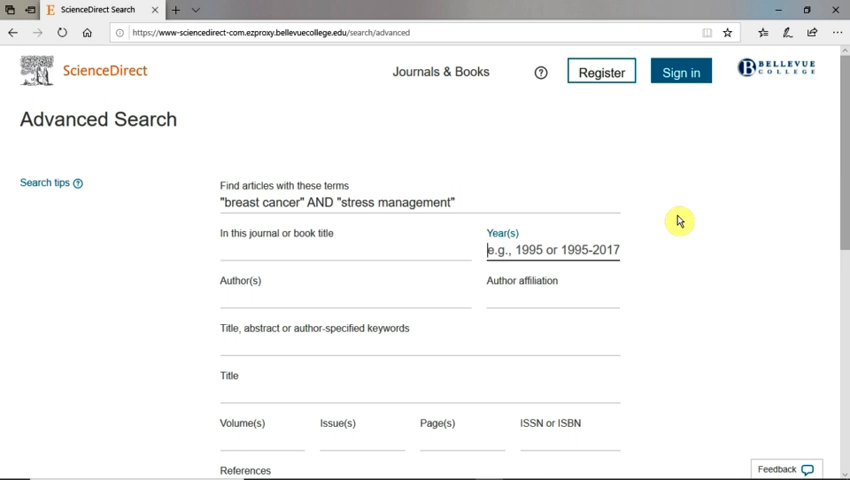 ScienceDirect Search
https://www-sciencedirect-com.ezproxy.bellevuecollege.edu/search/advanced
ScienceDirect
Journals & Books
Register
Sign in
BELLEVUE
COLLEGE
Advanced Search
Search tips
Find articles with these terms
"breast cancer" AND "stress management"
In this journal or book title
Year(s)
e.g., 1995 or 1995-2017
Author(s)
Author affiliation
Title, abstract or author-specified keywords
Title
Volume(s)
Issue(s)
Page(s)
ISSN or ISBN
References
Feedback